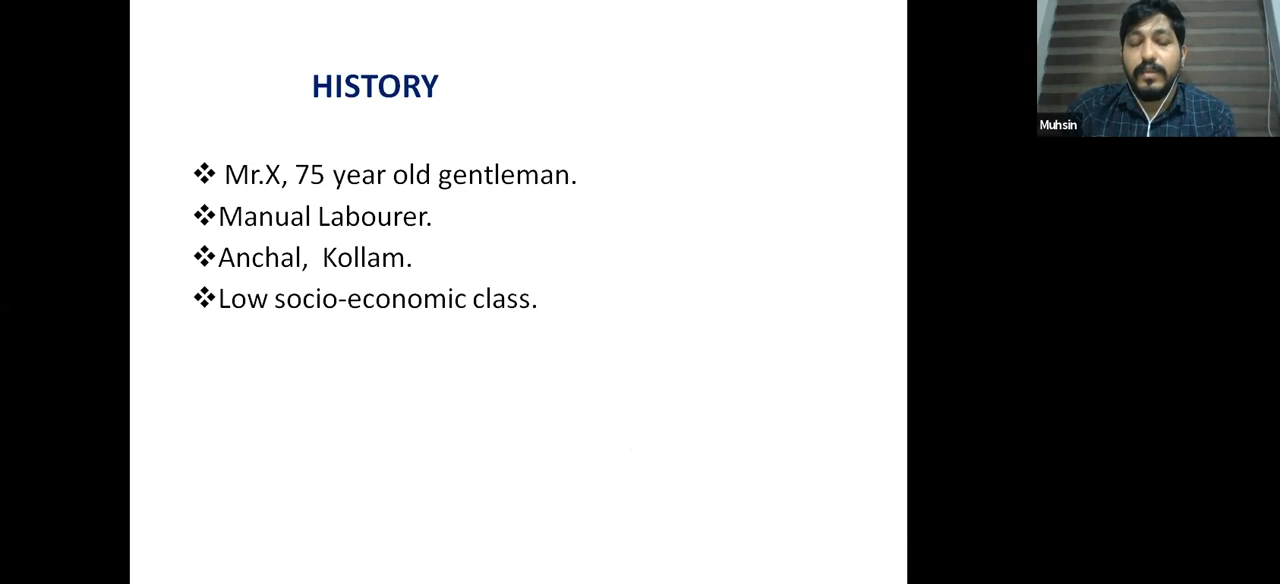 HISTORY
❖ Mr.X, 75 year old gentleman.
❖Manual Labourer.
❖Anchal,  Kollam.
❖Low socio-economic class.
Muhsin